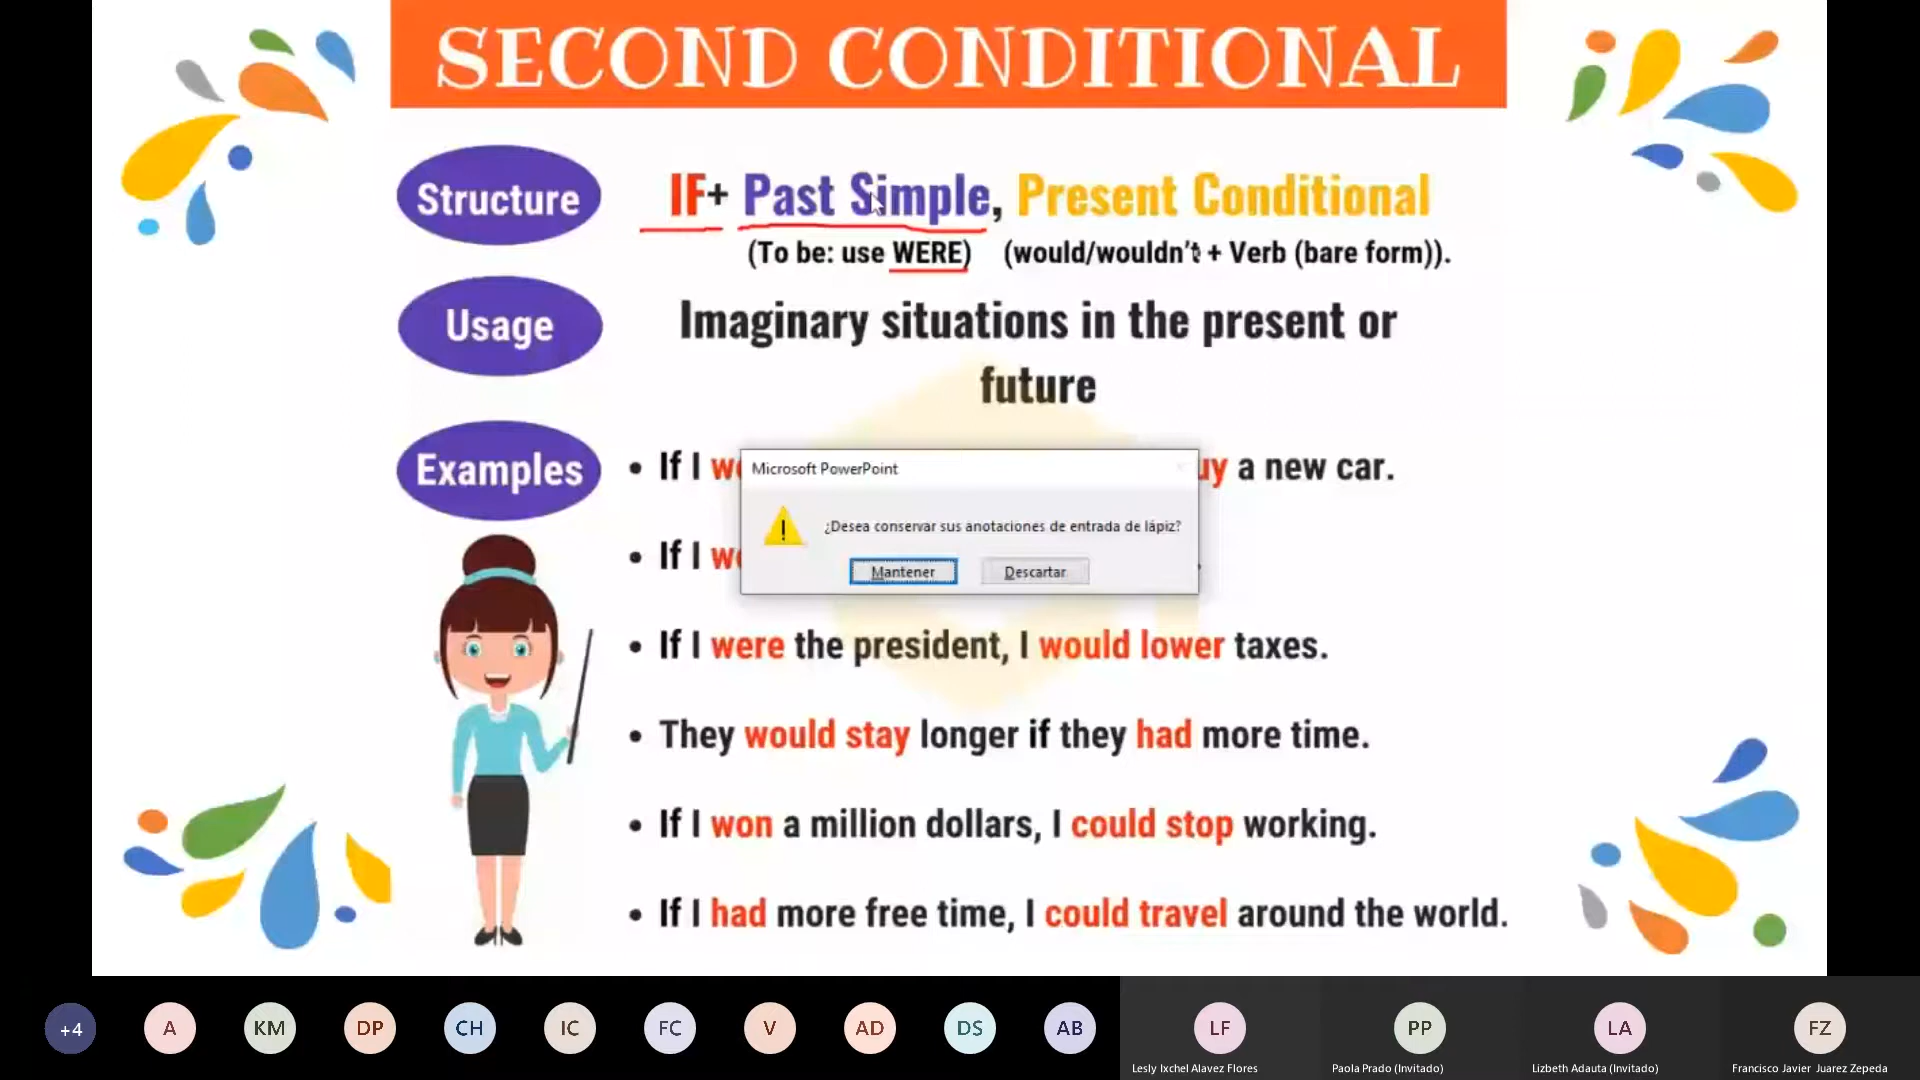 SECOND CONDITIONAL
Structure
IF+ Past Simple, Present Conditional
(To be: use WERE) (would/wouldn't + Verb (bare form)).
Usage
Imaginary situations in the present or
future
Examples
• If I a new car.
Microsoft PowerPoint
¿Desea conservar sus anotaciones de entrada de lápiz?
• If I
Mantener Descartar
• If I were the president, I would lower taxes.
• They would stay longer if they had more time.
• If I won a million dollars, I could stop working.
• If I had more free time, I could travel around the world.
+4 A KM DP CH IC FC V AD DS AB LF PP LA FZ
Lesly Ixchel Alavez Flores Paola Prado (Invitado) Lizbeth Adauta (Invitado) Francisco Javier Juarez Zepeda